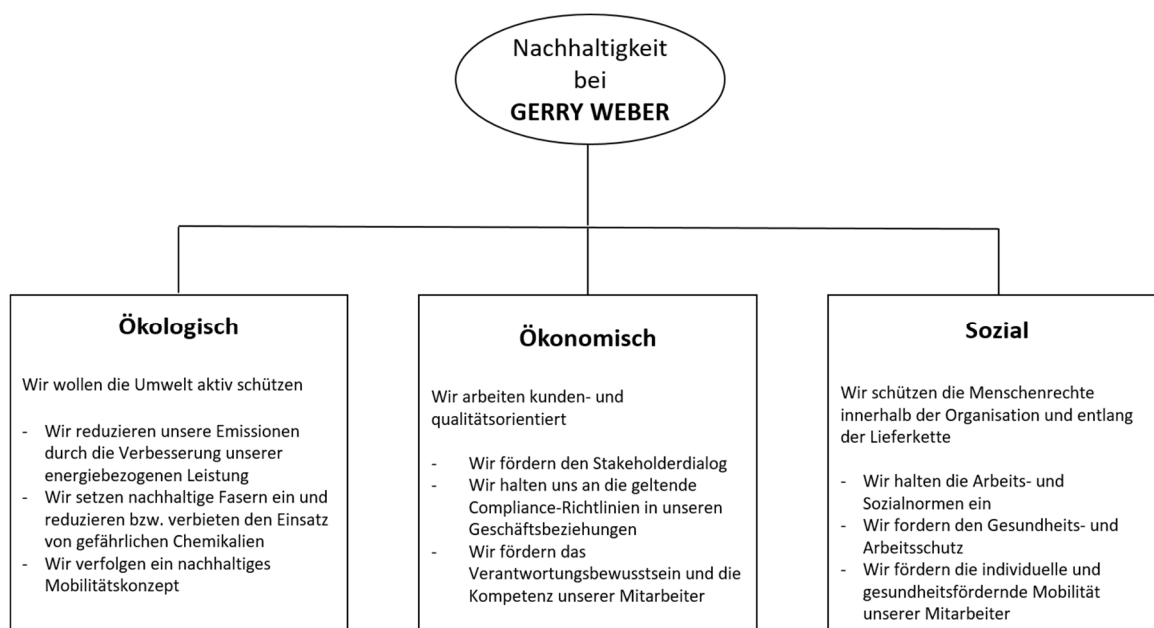 Nachhaltigkeit
bei
GERRY WEBER
Ökologisch
Wir wollen die Umwelt aktiv schützen
- Wir reduzieren unsere Emissionen
durch die Verbesserung unserer
energiebezogenen Leistung
- Wir setzen nachhaltige Fasern ein und
reduzieren bzw. verbieten den Einsatz
von gefährlichen Chemikalien
- Wir verfolgen ein nachhaltiges
Mobilitätskonzept
Ökonomisch
Wir arbeiten kunden- und
qualitätsorientiert
- Wir fördern den Stakeholderdialog
- Wir halten uns an die geltende
Compliance-Richtlinien in unseren
Geschäftsbeziehungen
- Wir fördern das
Verantwortungsbewusstsein und die
Kompetenz unserer Mitarbeiter
Sozial
Wir schützen die Menschenrechte
innerhalb der Organisation und entlang
der Lieferkette
- Wir halten die Arbeits- und
Sozialnormen ein
- Wir fordern den Gesundheits- und
Arbeitsschutz
- Wir fördern die individuelle und
gesundheitsfördernde Mobilität
unserer Mitarbeiter